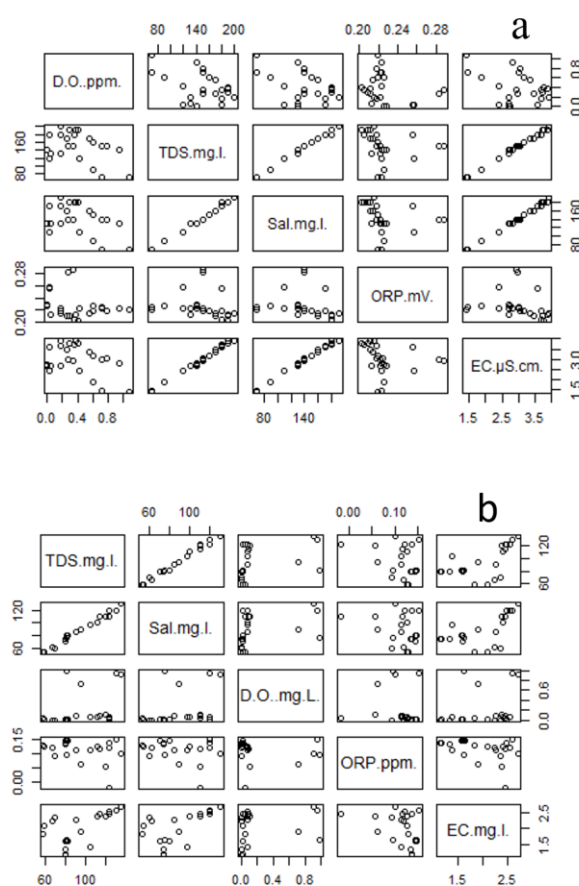 80 140 200
0.20 0.24 0.28
a
D.O..ppm.
0.0 0.4 0.8
80 160
TDS.mg.l.
Sal.mg.l.
80 160
0.20 0.28
ORP.mV.
EC.µS.cm.
1.5 3.0
0.0 0.4 0.8
80 140
1.5 2.5 3.5
b
60 100
0.00 0.10
TDS.mg.l.
60 120
60 120
Sal.mg.l.
D.O..mg.L.
0.0 0.6
0.00 0.15
ORP.ppm.
EC.mg.l.
1.5 2.5
60 100
0.0 0.4 0.8
1.5 2.5